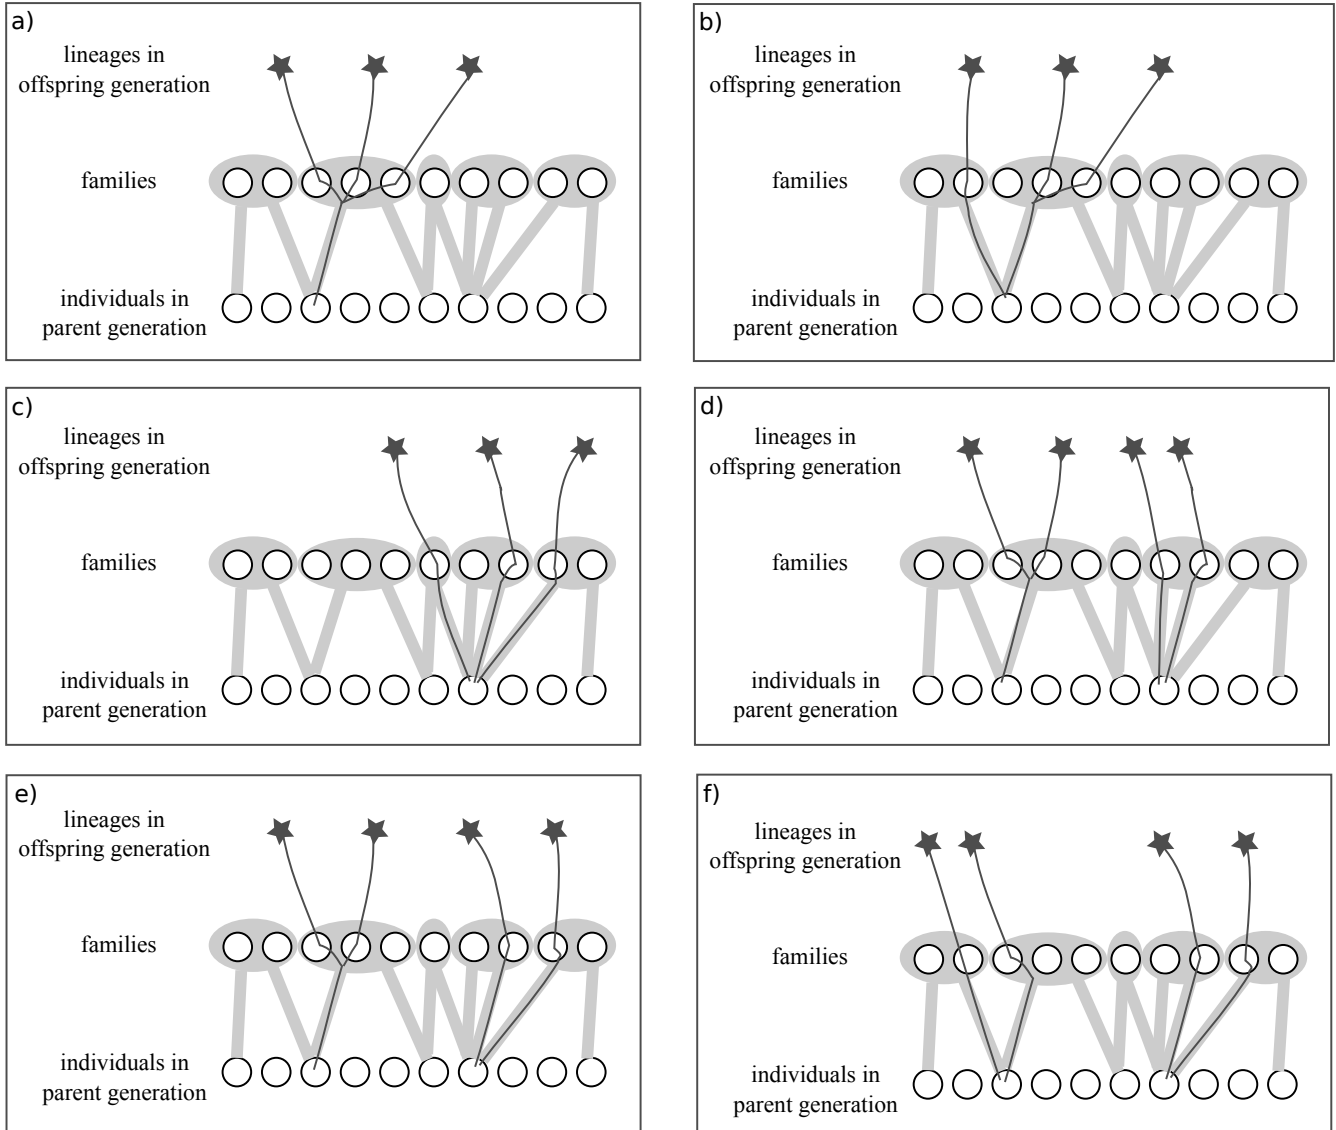 a)
lineages in
offspring generation
families
individuals in
parent generation
b)
lineages in
offspring generation
families
individuals in
parent generation
c)
lineages in
offspring generation
families
individuals in
parent generation
d)
lineages in
offspring generation
families
individuals in
parent generation
e)
lineages in
offspring generation
families
individuals in
parent generation
f)
lineages in
offspring generation
families
individuals in
parent generation